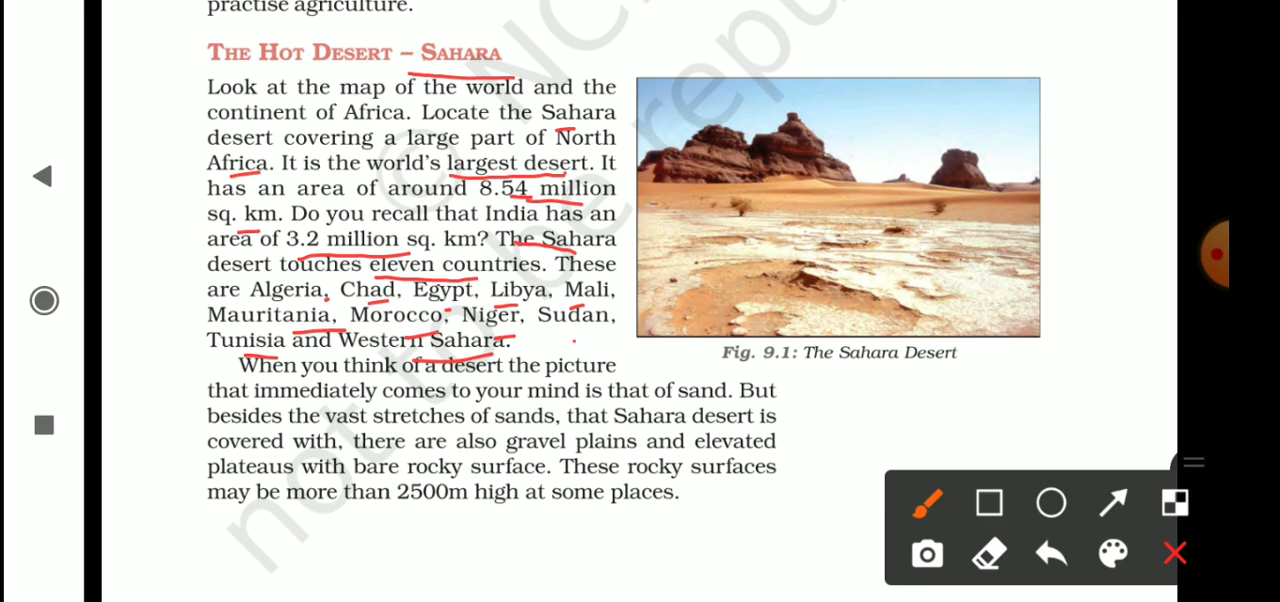 practise agriculture.
THE HOT DESERT – SAHARA
Look at the map of the world and the
continent of Africa. Locate the Sahara
desert covering a large part of North
Africa. It is the world's largest desert. It
has an area of around 8.54 million
sq. km. Do you recall that India has an
area of 3.2 million sq. km? The Sahara
desert touches eleven countries. These
are Algeria, Chad, Egypt, Libya, Mali,
Mauritania, Morocco, Niger, Sudan,
Tunisia and Western Sahara.
When you think of a desert the picture
that immediately comes to your mind is that of sand. But
besides the vast stretches of sands, that Sahara desert is
covered with, there are also gravel plains and elevated
plateaus with bare rocky surface. These rocky surfaces
may be more than 2500m high at some places.
Fig. 9.1: The Sahara Desert
© NC
not to be repu